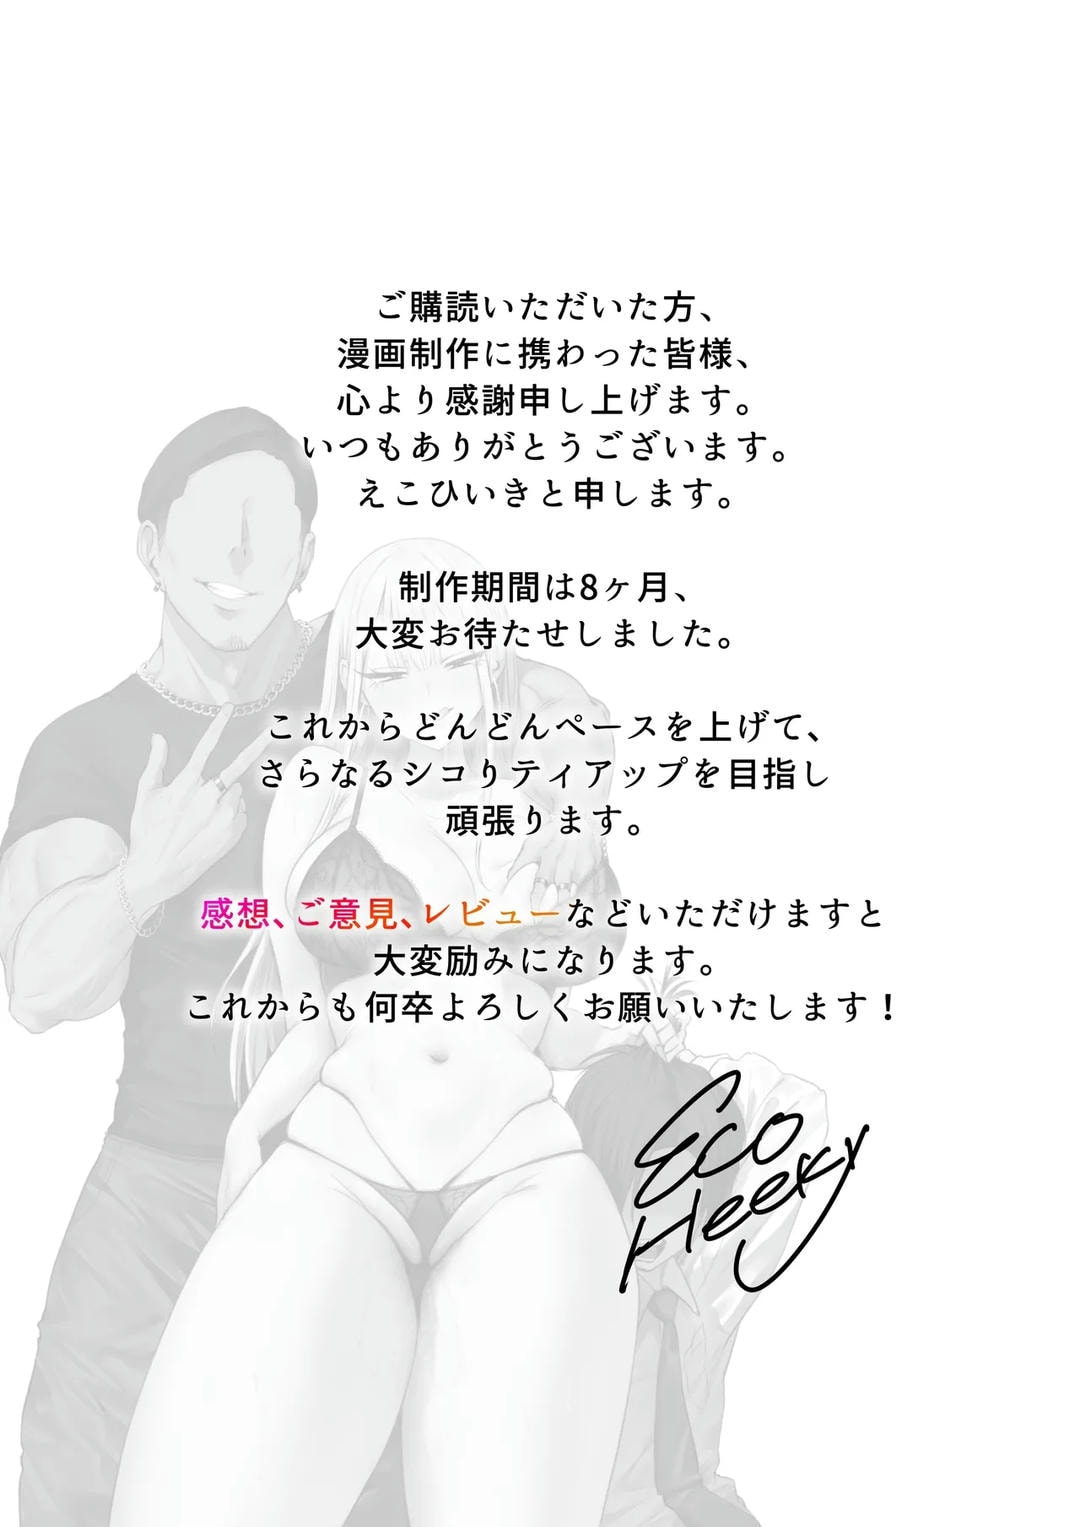 ご購読いただいた方、
漫画制作に携わった皆様、
心より感謝申し上げます。
いつもありがとうございます。
えこひいきと申します。
制作期間は8ヶ月、
大変お待たせしました。
これからどんどんペースを上げて、
さらなるシコりティアップを目指し
頑張ります。
感想、ご意見、レビューなどいただけますと
大変励みになります。
これからも何卒よろしくお願いいたします！
Eco
Heeky